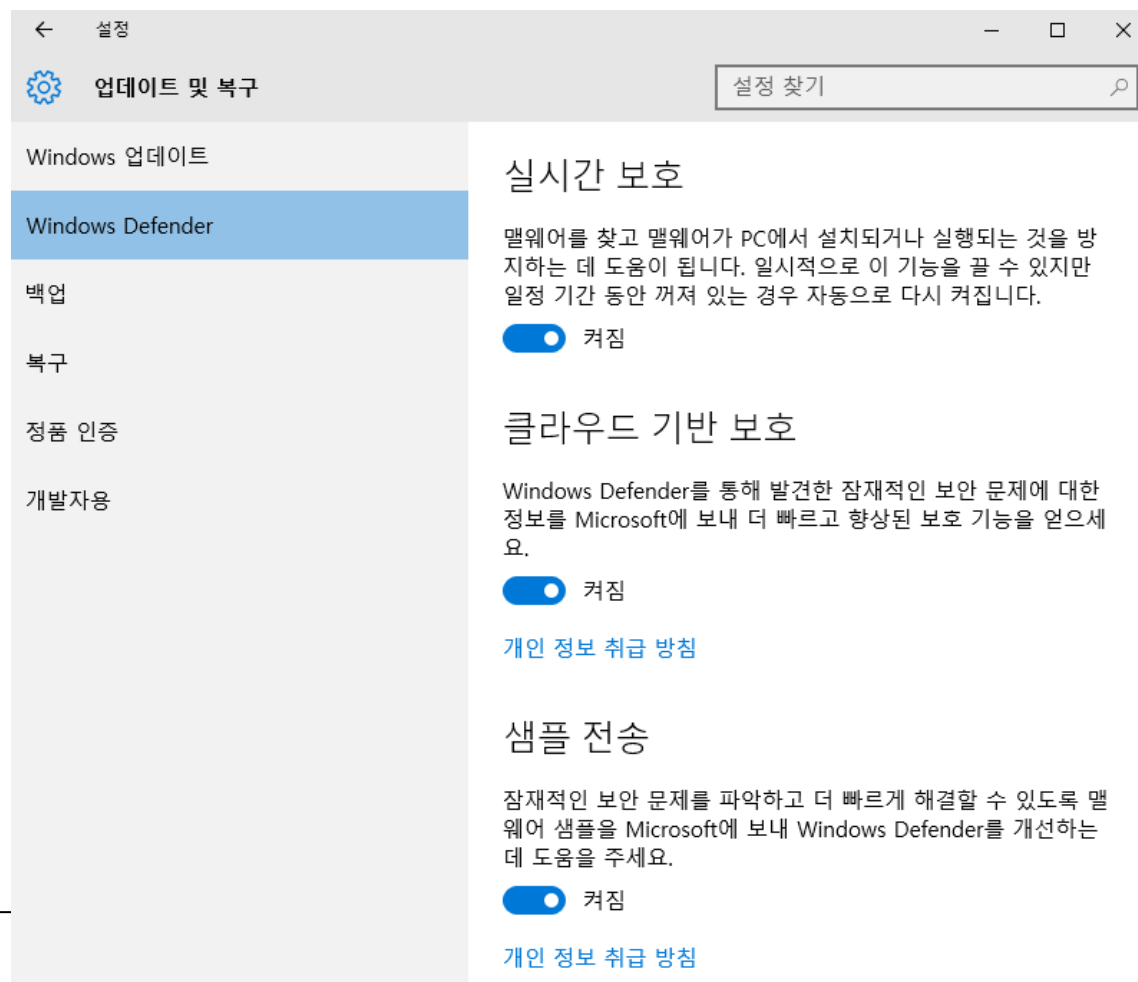 설정
업데이트 및 복구
설정 찾기
Windows 업데이트
Windows Defender
백업
복구
정품 인증
개발자용
실시간 보호
맬웨어를 찾고 맬웨어가 PC에서 설치되거나 실행되는 것을 방
지하는 데 도움이 됩니다. 일시적으로 이 기능을 끌 수 있지만
일정 기간 동안 꺼져 있는 경우 자동으로 다시 켜집니다.
켜짐
클라우드 기반 보호
Windows Defender를 통해 발견한 잠재적인 보안 문제에 대한
정보를 Microsoft에 보내 더 빠르고 향상된 보호 기능을 얻으세
요.
켜짐
개인 정보 취급 방침
샘플 전송
잠재적인 보안 문제를 파악하고 더 빠르게 해결할 수 있도록 맬
웨어 샘플을 Microsoft에 보내 Windows Defender를 개선하는
데 도움을 주세요.
켜짐
개인 정보 취급 방침